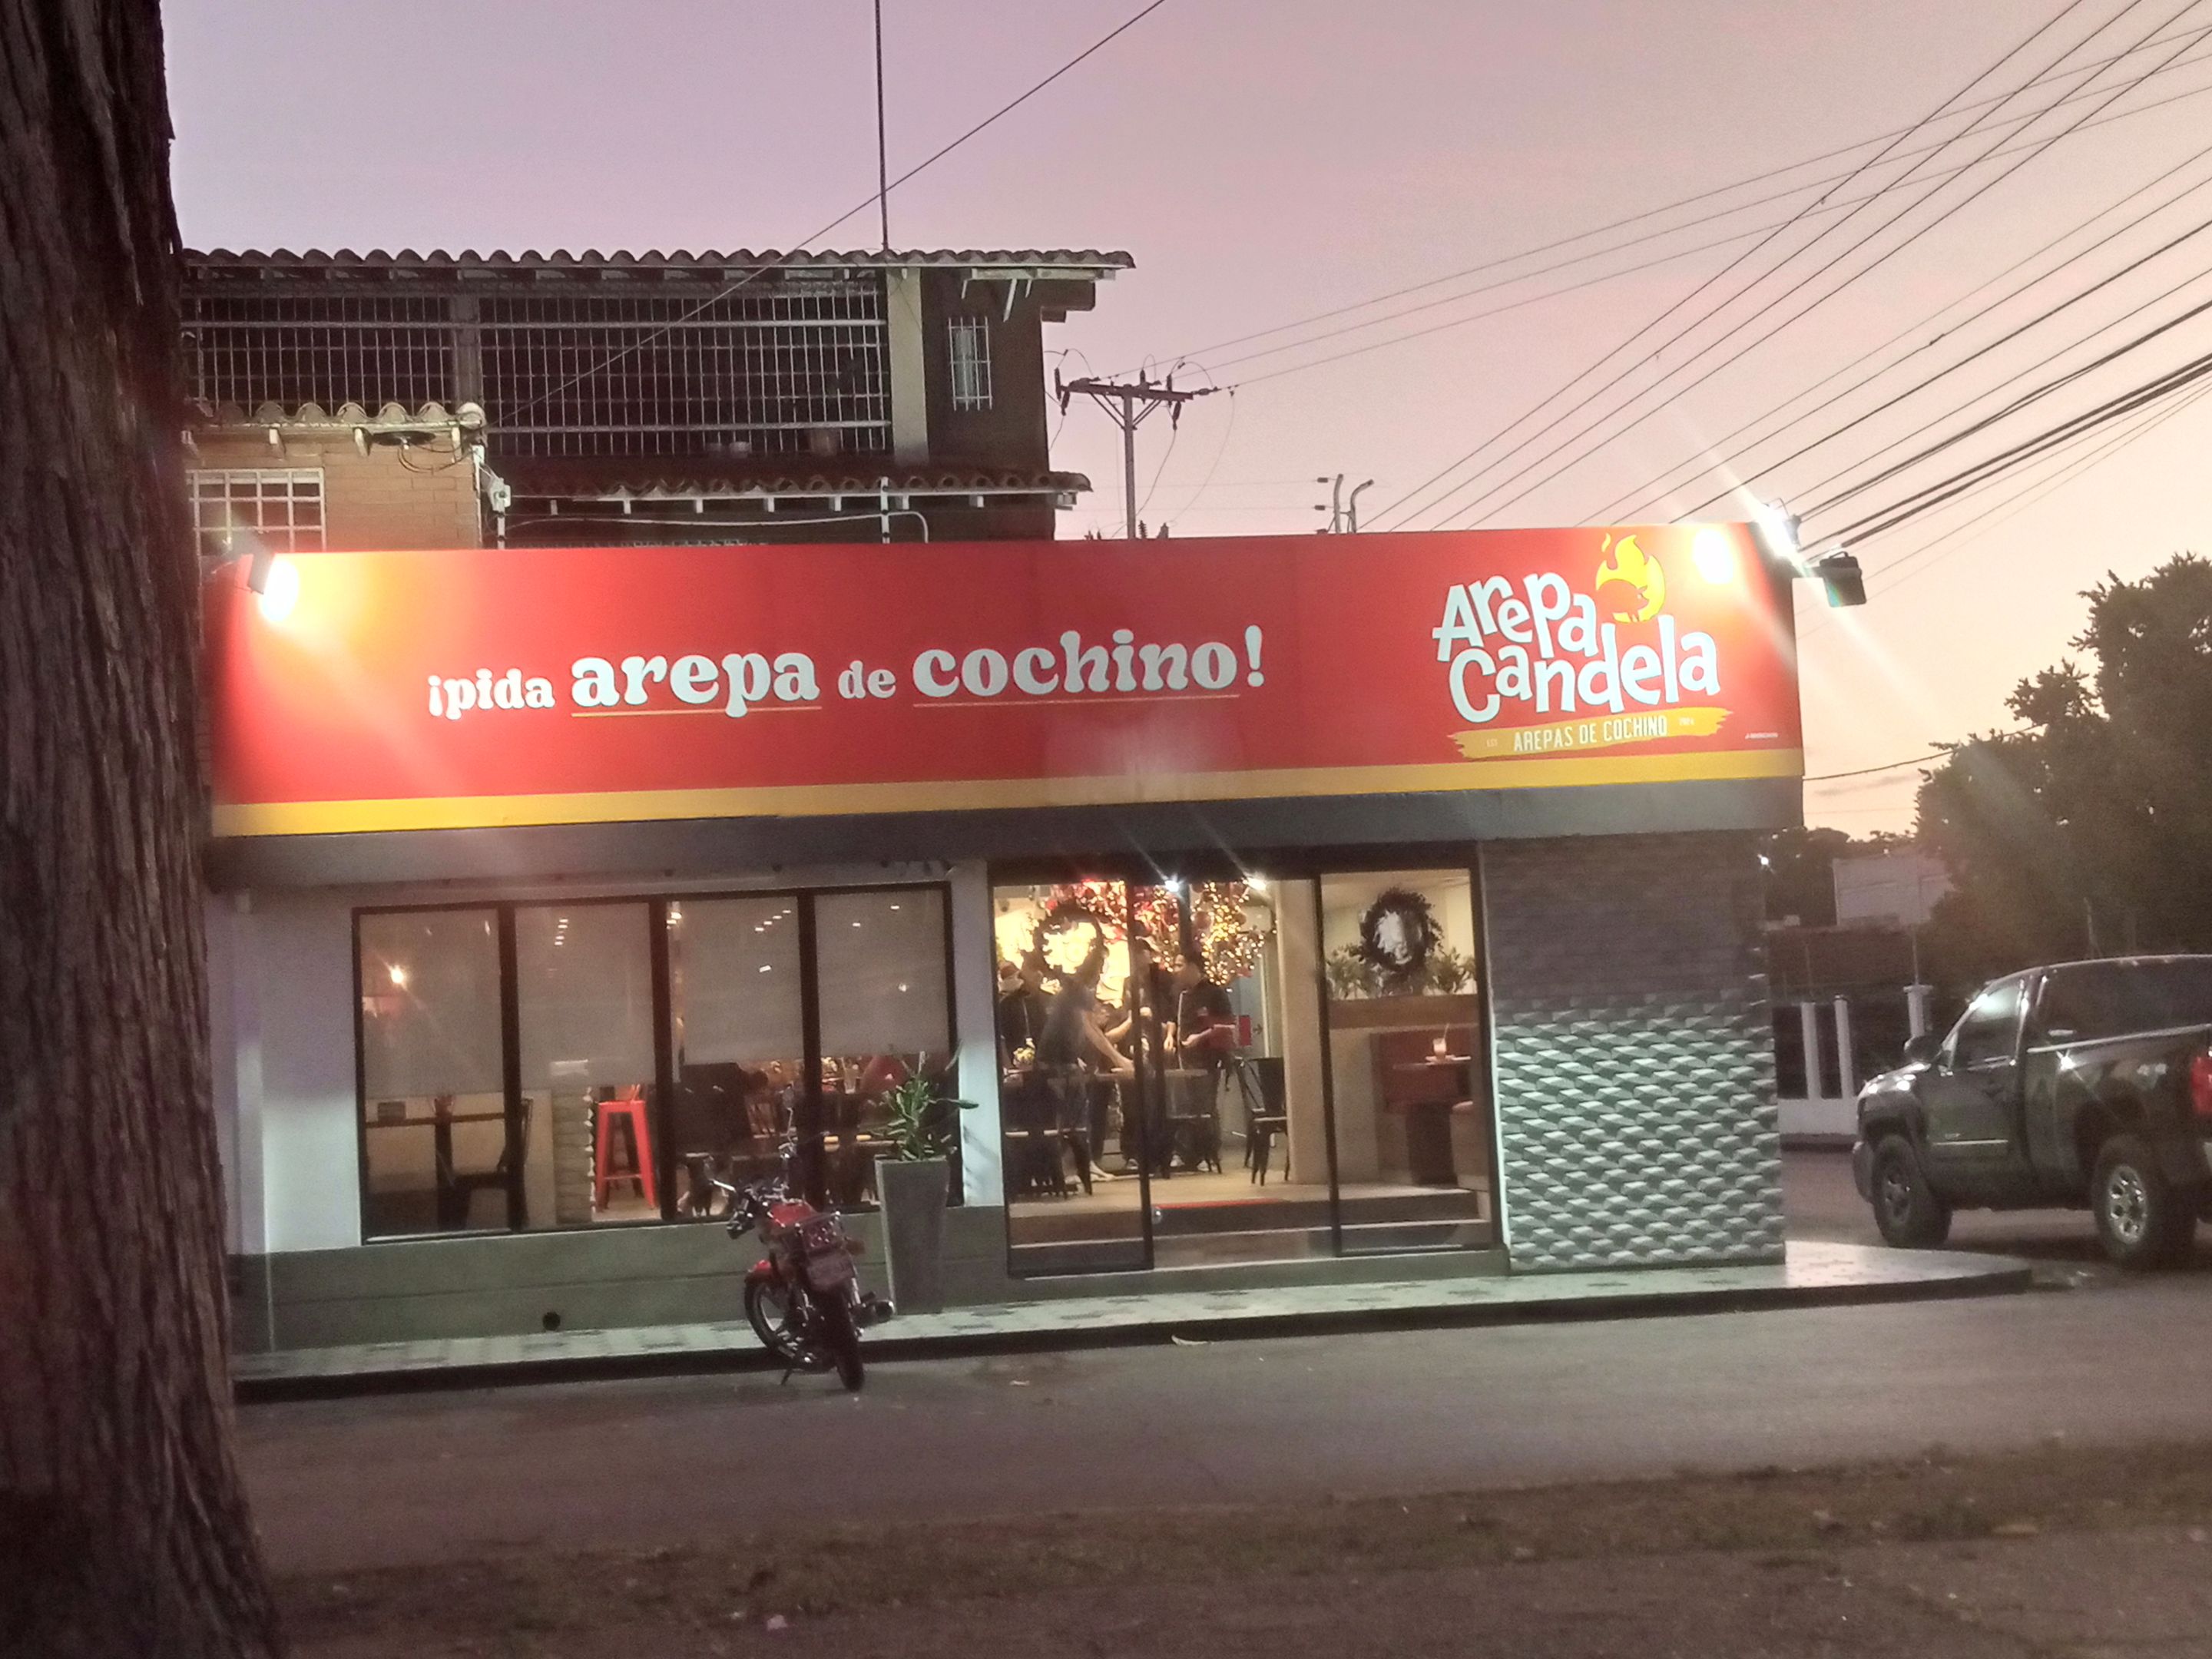 ¡pida arepa de cochino!
Arepa
Candela
AREPAS DE COCHINO